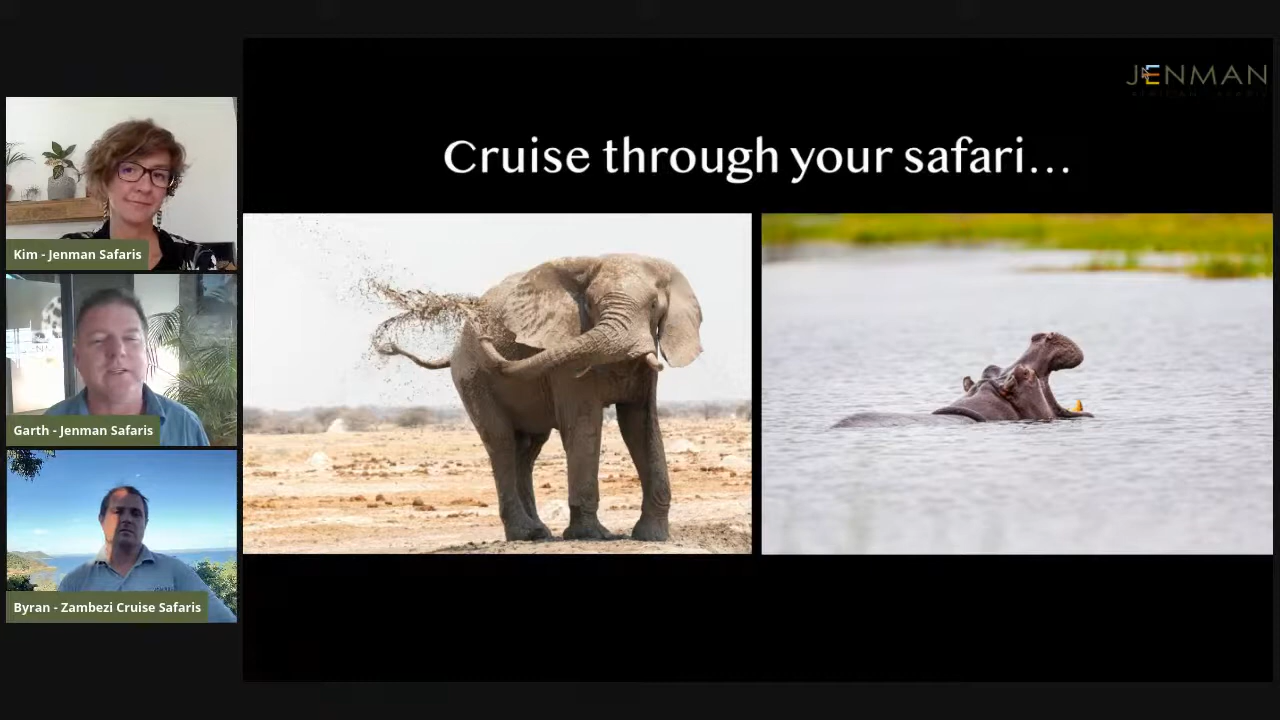 JENMAN
Cruise through your safari...
Kim - Jenman Safaris
Garth - Jenman Safaris
Byran - Zambezi Cruise Safaris